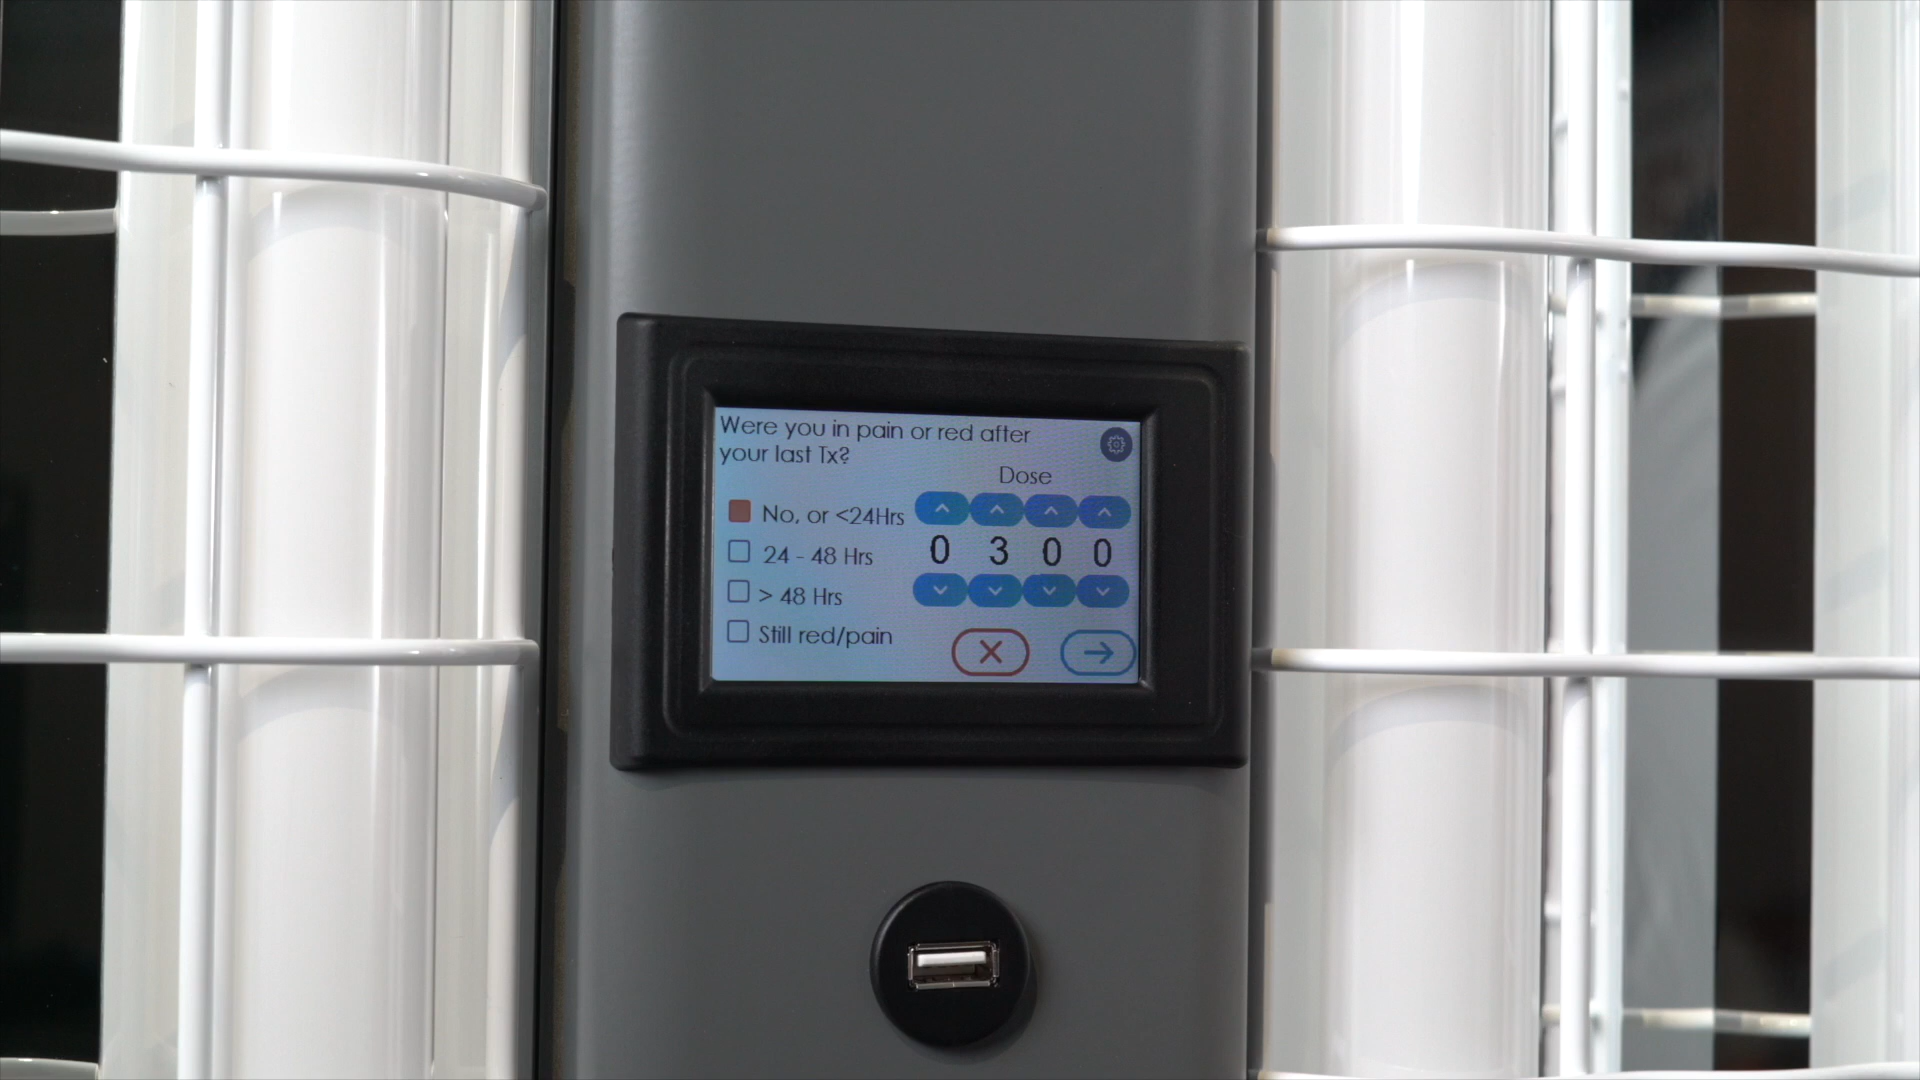 Were you in pain or red after
your last Tx?
Dose
No, or <24Hrs
24 - 48 Hrs
> 48 Hrs
Still red/pain
0 3 0 0